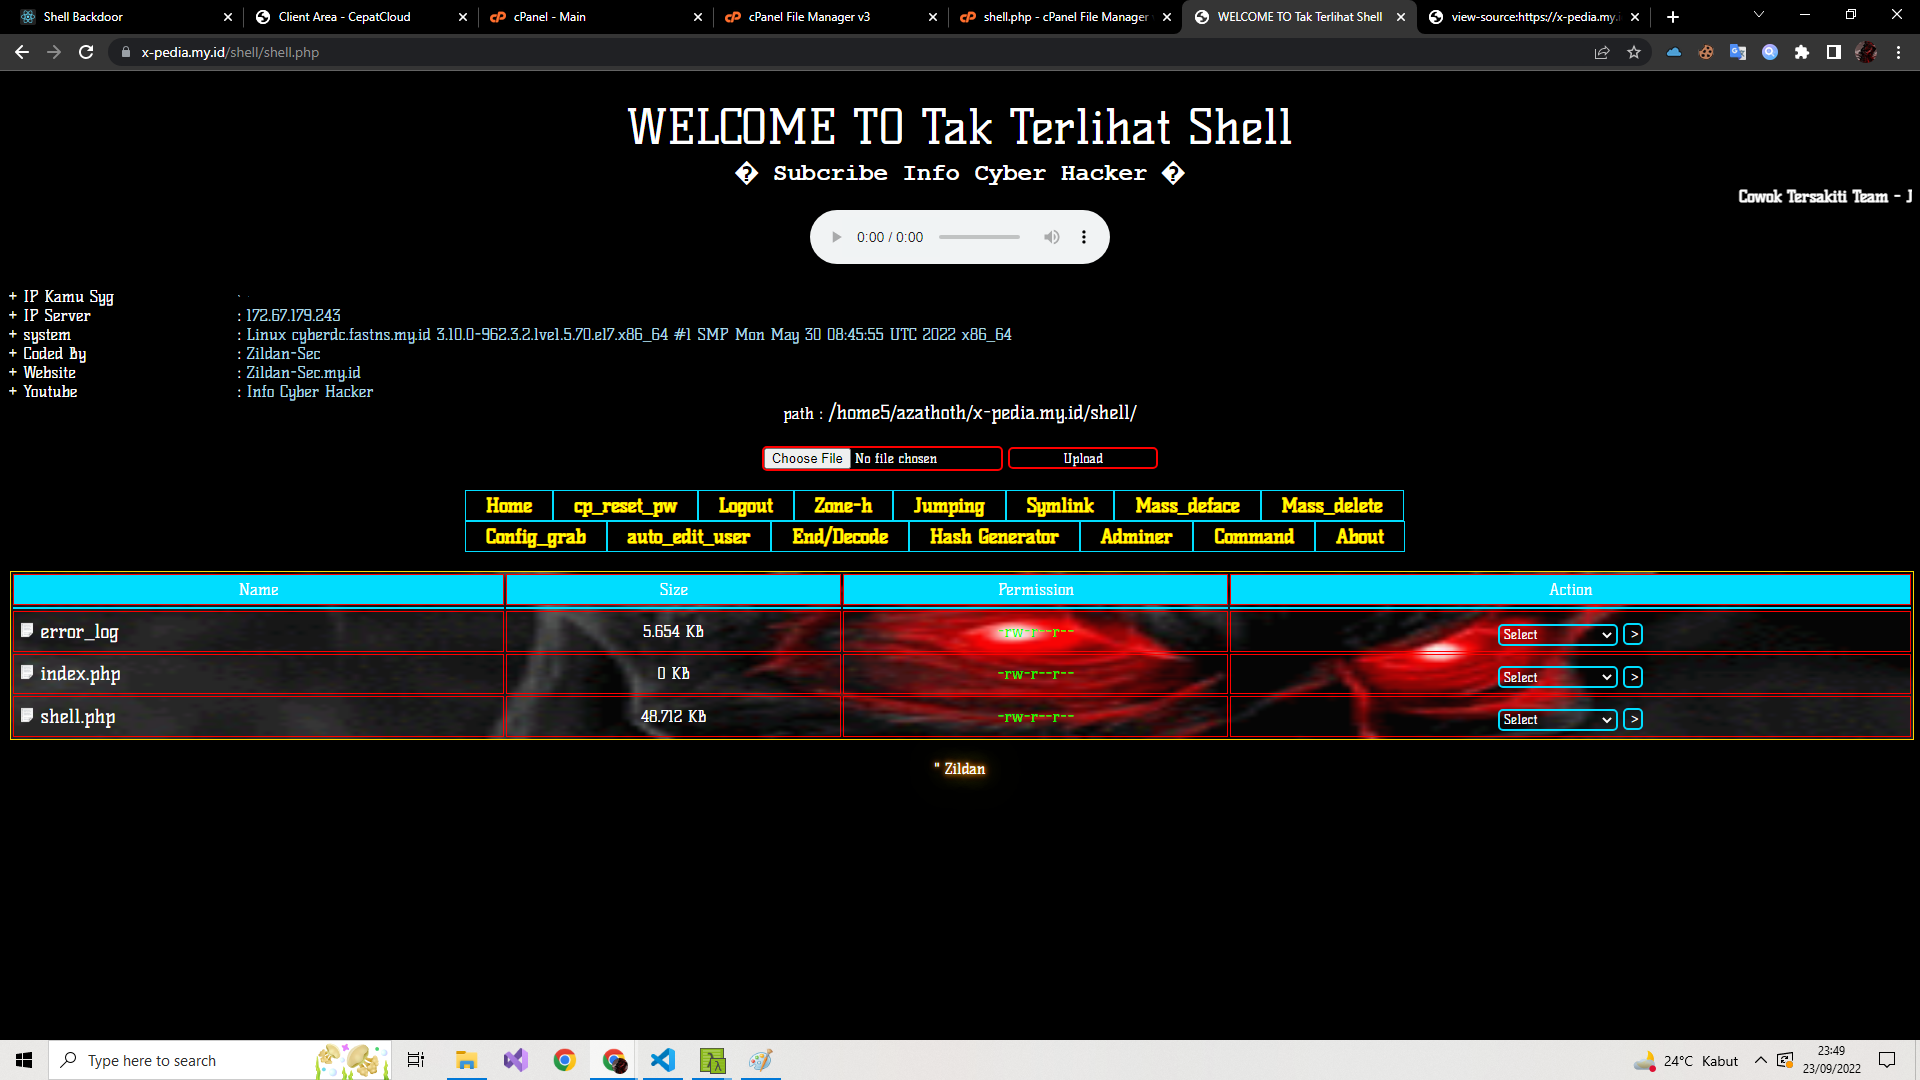 Shell Backdoor
Client Area - CepatCloud
cPanel - Main
cPanel File Manager v3
shell.php - cPanel File Manager
WELCOME TO Tak Terlihat Shell
view-source:https://x-pedia.my.i
x-pedia.my.id/shell/shell.php
WELCOME TO Tak Terlihat Shell
� Subcribe Info Cyber Hacker �
Cowok Tersakiti Team - J
0:00 / 0:00
+ IP Kamu Syg
+ IP Server : 172.67.179.243
+ system : Linux cyberdc.fastns.my.id 3.10.0-962.3.2.lve1.5.70.el7.x86_64 #1 SMP Mon May 30 08:45:55 UTC 2022 x86_64
+ Coded By : Zildan-Sec
+ Website : Zildan-Sec.my.id
+ Youtube : Info Cyber Hacker
path : /home5/azathoth/x-pedia.my.id/shell/
Choose File No file chosen Upload
Home cp_reset_pw Logout Zone-h Jumping Symlink Mass_deface Mass_delete
Config_grab auto_edit_user End/Decode Hash Generator Adminer Command About
Name Size Permission Action
error_log 5.654 KB -rw-r--r-- Select >
index.php 0 KB -rw-r--r-- Select >
shell.php 48.712 KB -rw-r--r-- Select >
" Zildan
Type here to search
24°C Kabut
23:49
23/09/2022